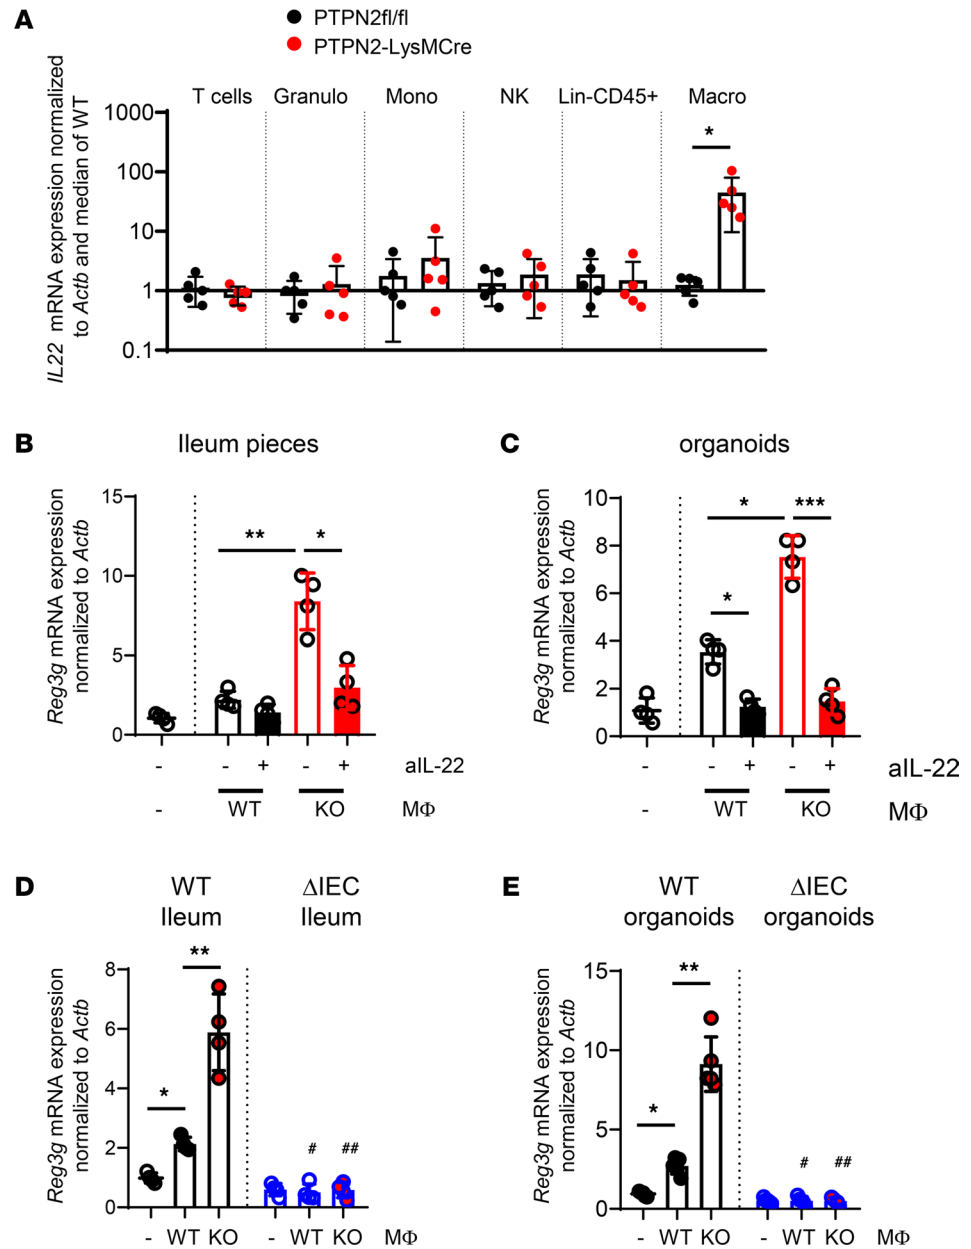 A
PTPN2fl/fl
PTPN2-LysMCre
IL22 mRNA expression normalized
to Actb and median of WT
T cells Granulo Mono NK Lin-CD45+ Macro
1000
100
10
1
0.1
*
B
Ileum pieces
Reg3g mRNA expression
normalized to Actb
15
10
5
0
** *
- - + - + aIL-22
- WT KO MΦ
C
organoids
Reg3g mRNA expression
normalized to Actb
10
8
6
4
2
0
* ***
*
- - + - + aIL-22
- WT KO MΦ
D
WT ΔIEC
Ileum Ileum
Reg3g mRNA expression
normalized to Actb
8
6
4
2
0
**
*
# ##
- WT KO - WT KO MΦ
E
WT ΔIEC
organoids organoids
Reg3g mRNA expression
normalized to Actb
15
10
5
0
**
*
# ##
- WT KO - WT KO MΦ